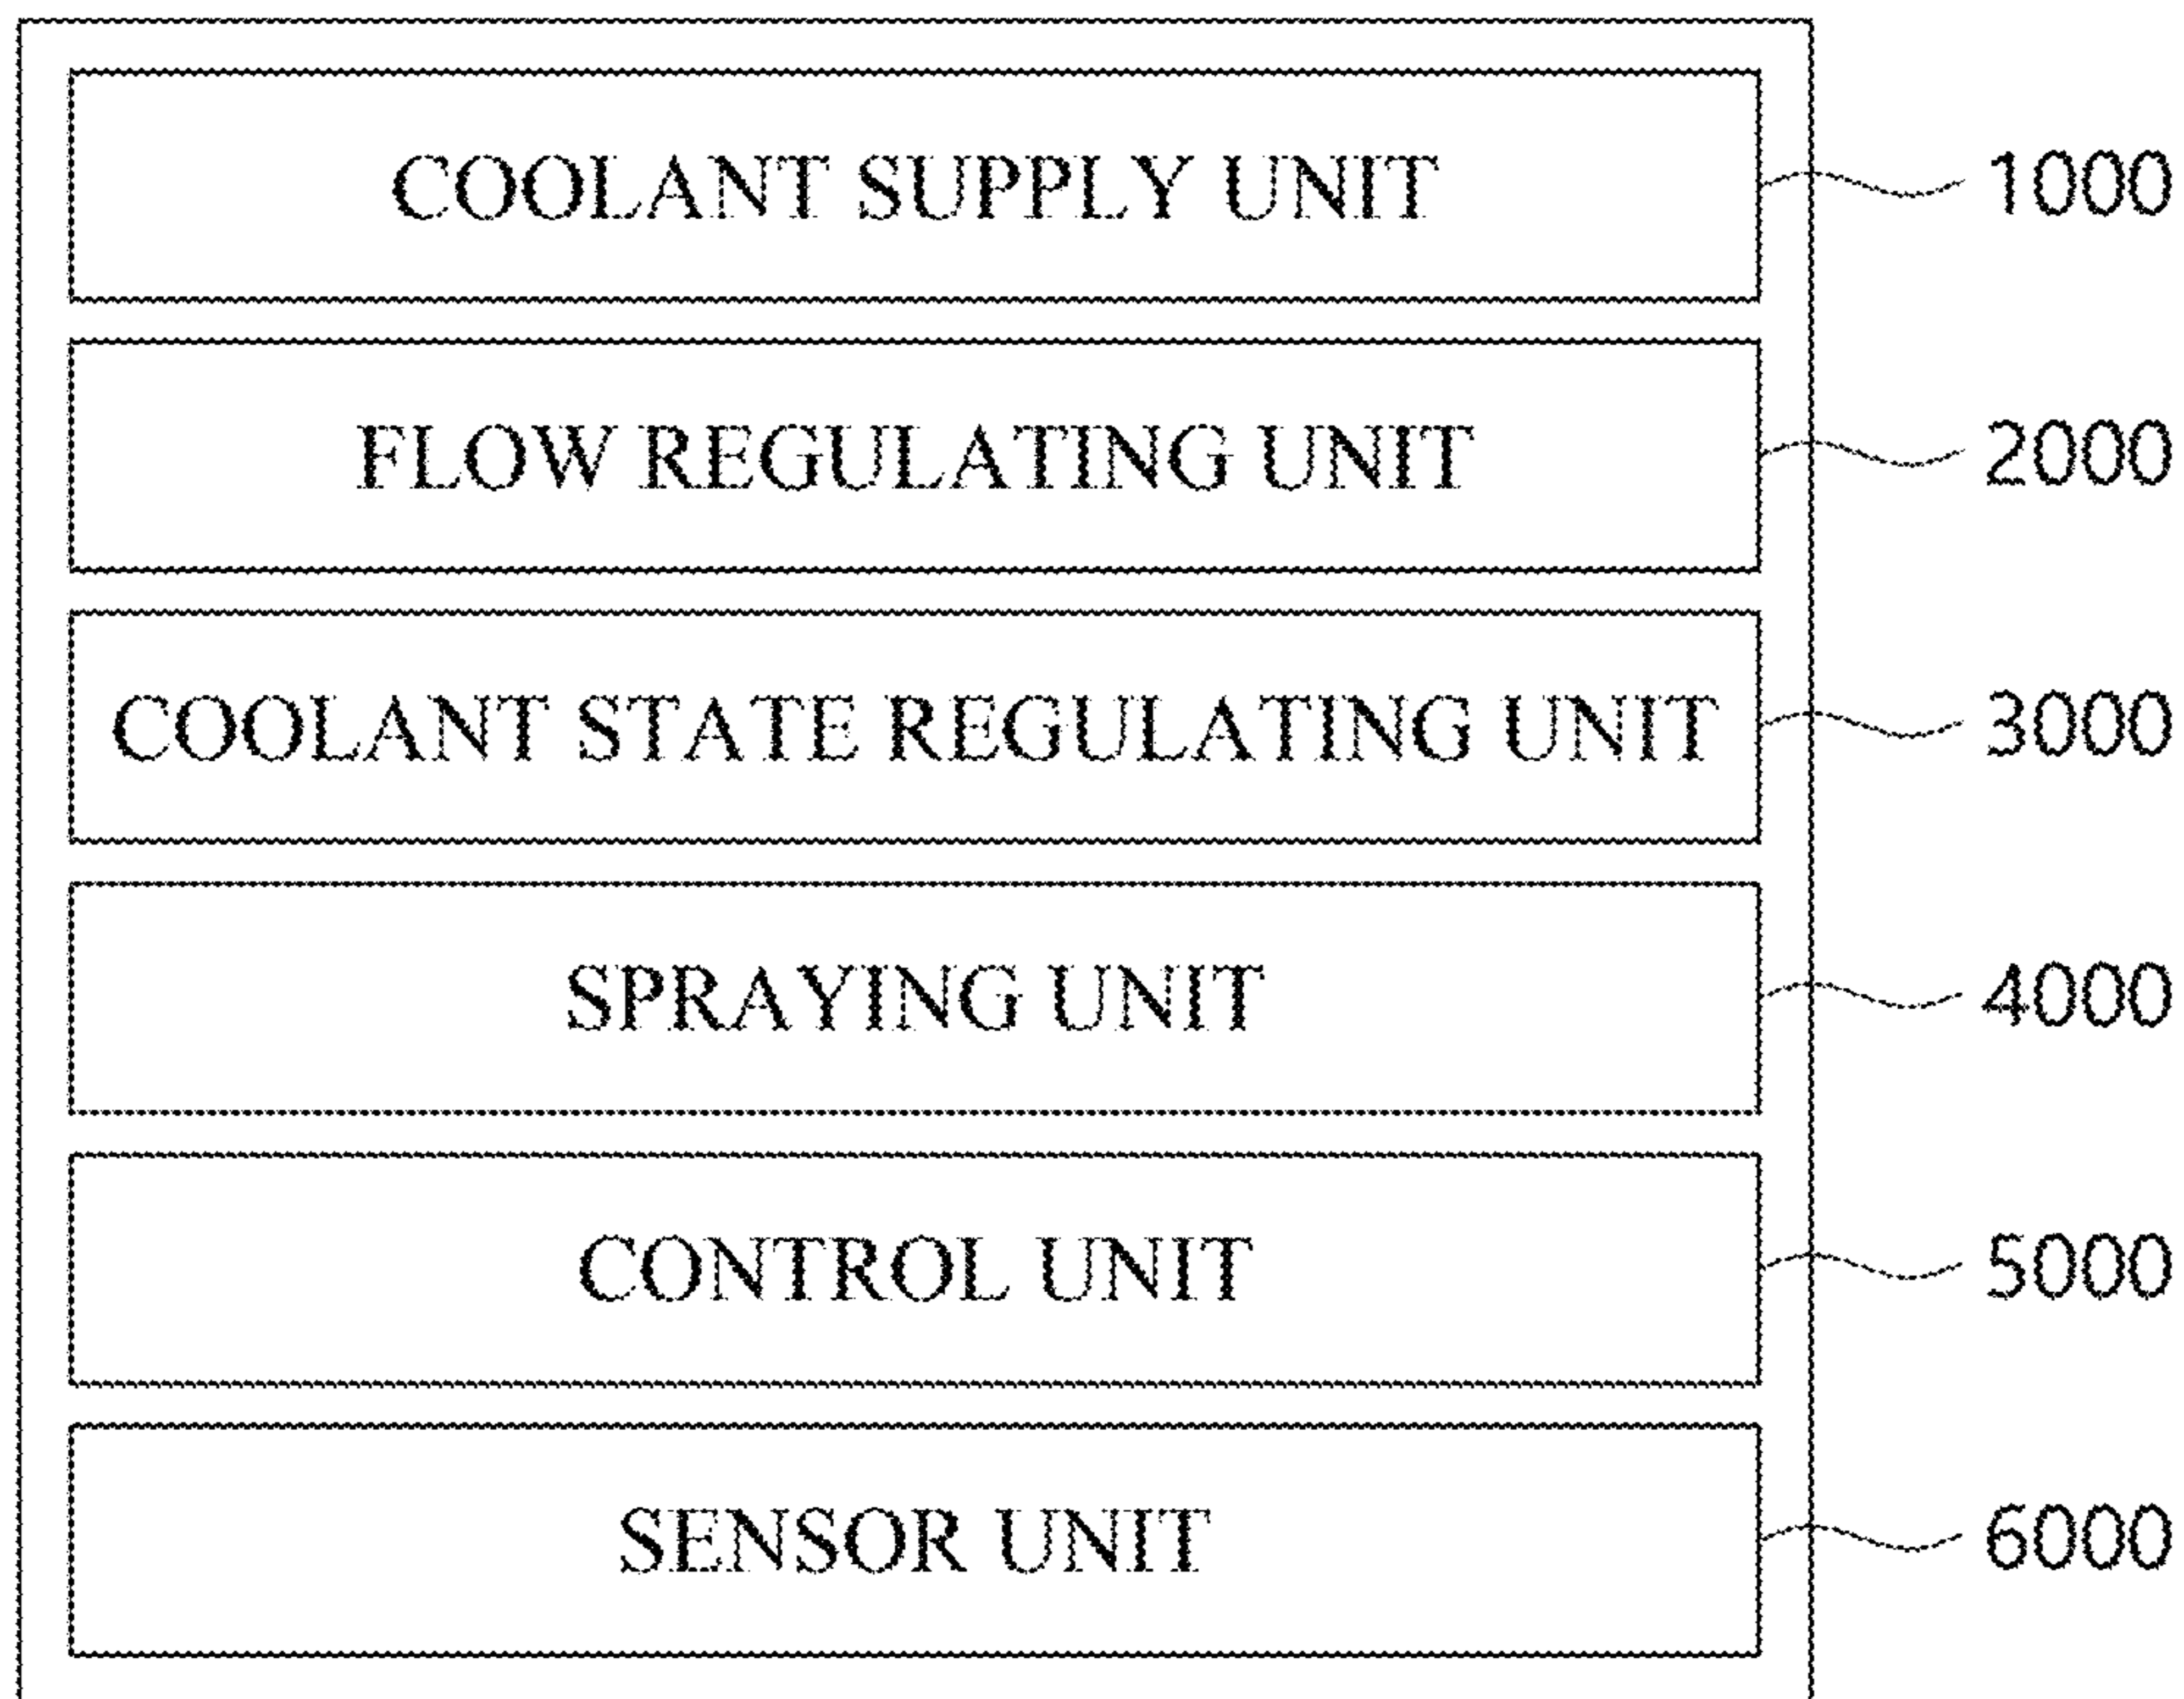 COOLANT SUPPLY UNIT 1000
FLOW REGULATING UNIT 2000
COOLANT STATE REGULATING UNIT 3000
SPRAYING UNIT 4000
CONTROL UNIT 5000
SENSOR UNIT 6000